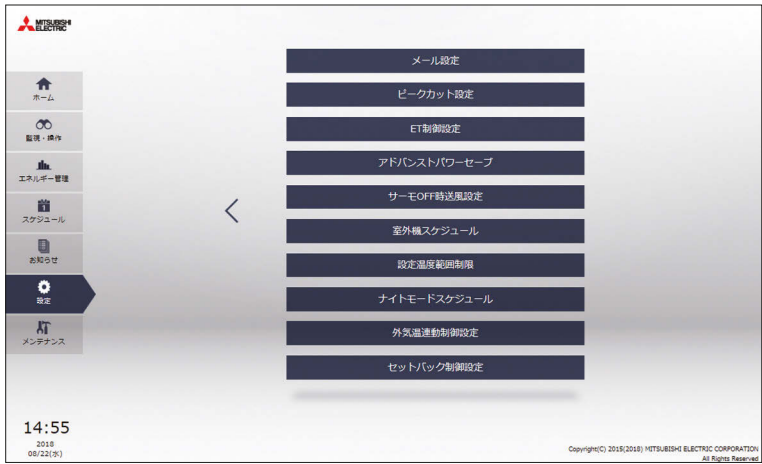 MITSUBISHI
ELECTRIC
ホーム
監視・操作
エネルギー管理
スケジュール
お知らせ
設定
メンテナンス
メール設定
ピークカット設定
ET制御設定
アドバンストパワーセーブ
サーモOFF時送風設定
室外機スケジュール
設定温度範囲制限
ナイトモードスケジュール
外気温連動制御設定
セットバック制御設定
14:55
2018
08/22(水)
Copyright(C) 2015(2018) MITSUBISHI ELECTRIC CORPORATION
All Rights Reserved